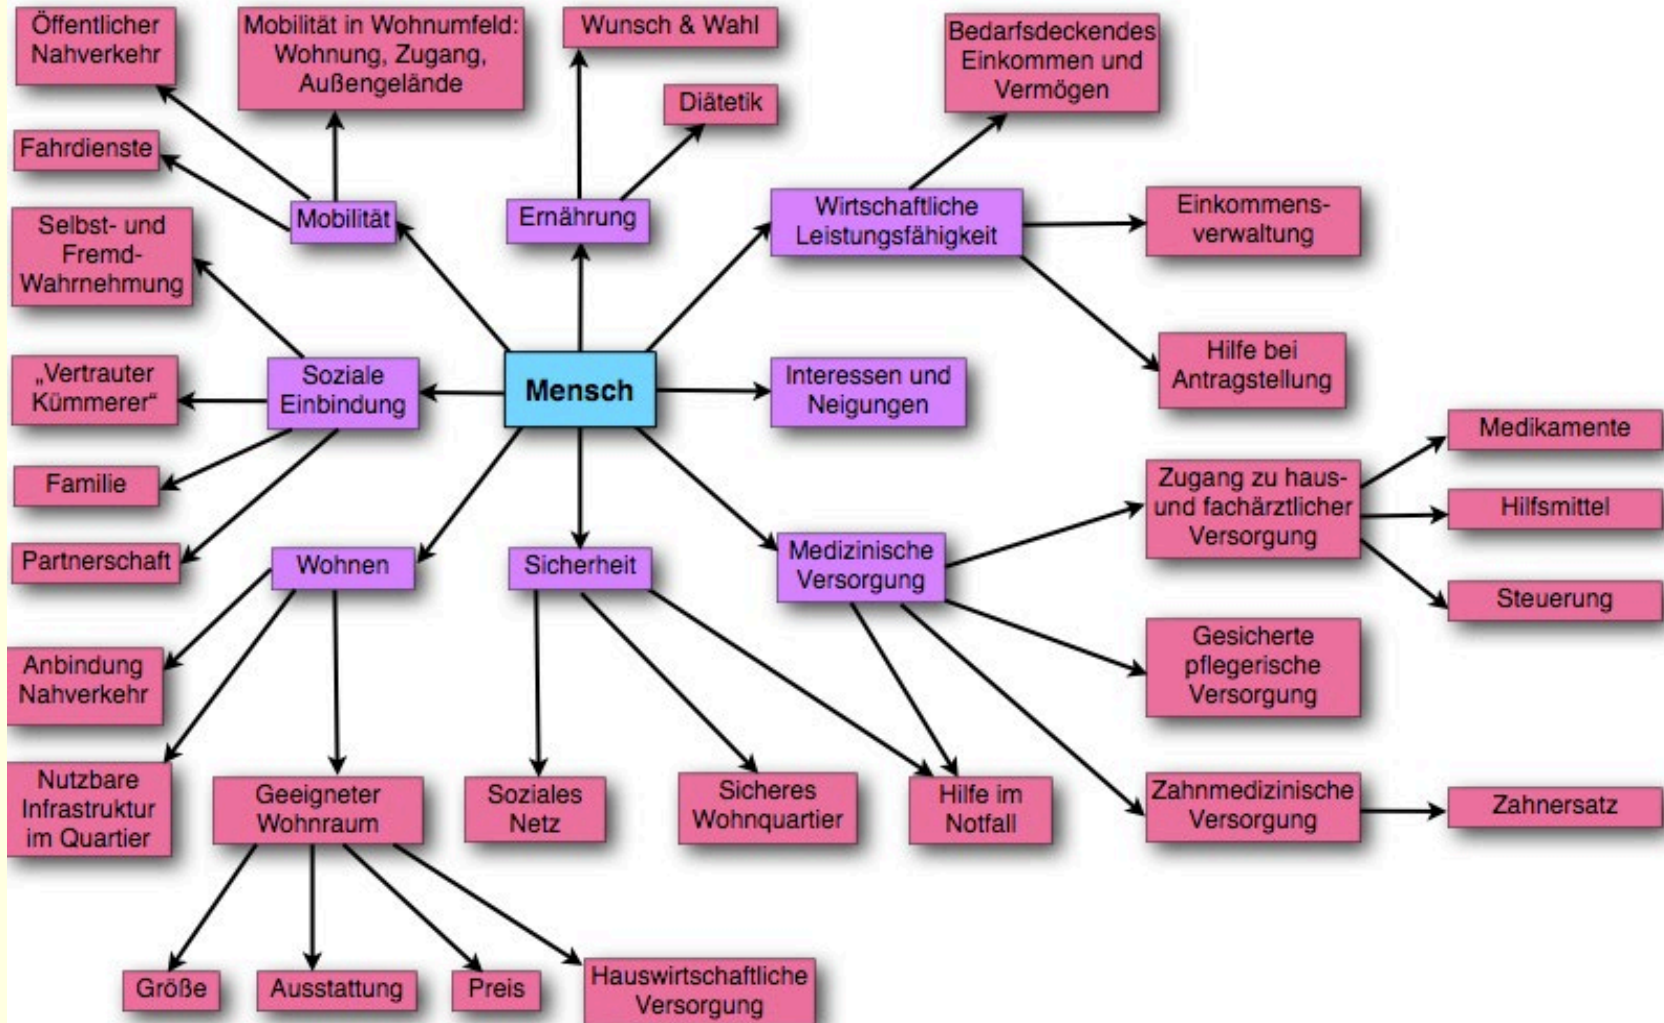 Öffentlicher
Nahverkehr
Mobilität in Wohnumfeld:
Wohnung, Zugang,
Außengelände
Wunsch & Wahl
Diätetik
Bedarfsdeckendes
Einkommen und
Vermögen
Fahrdienste
Mobilität
Ernährung
Wirtschaftliche
Leistungsfähigkeit
Einkommens-
verwaltung
Selbst- und
Fremd-
Wahrnehmung
„Vertrauter
Kümmerer“
Soziale
Einbindung
Mensch
Interessen und
Neigungen
Hilfe bei
Antragstellung
Familie
Partnerschaft
Wohnen
Sicherheit
Medizinische
Versorgung
Zugang zu haus-
und fachärztlicher
Versorgung
Medikamente
Hilfsmittel
Steuerung
Anbindung
Nahverkehr
Gesicherte
pflegerische
Versorgung
Nutzbare
Infrastruktur
im Quartier
Geeigneter
Wohnraum
Soziales
Netz
Sicheres
Wohnquartier
Hilfe im
Notfall
Zahnmedizinische
Versorgung
Zahnersatz
Größe
Ausstattung
Preis
Hauswirtschaftliche
Versorgung